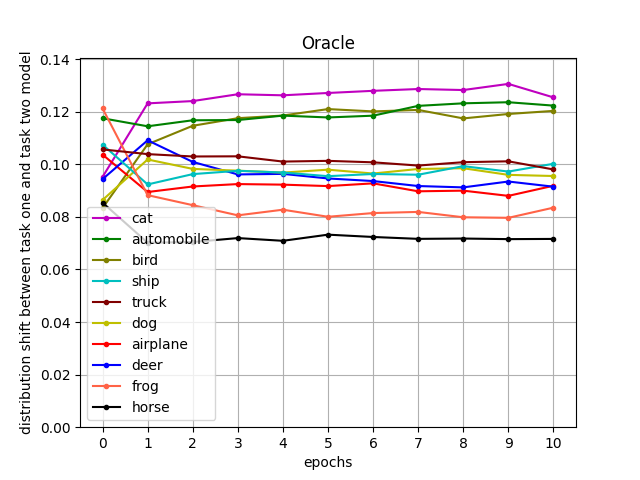 Oracle
distribution shift between task one and task two model
0.14
0.12
0.10
0.08
0.06
0.04
0.02
0.00
cat
automobile
bird
ship
truck
dog
airplane
deer
frog
horse
0 1 2 3 4 5 6 7 8 9 10
epochs